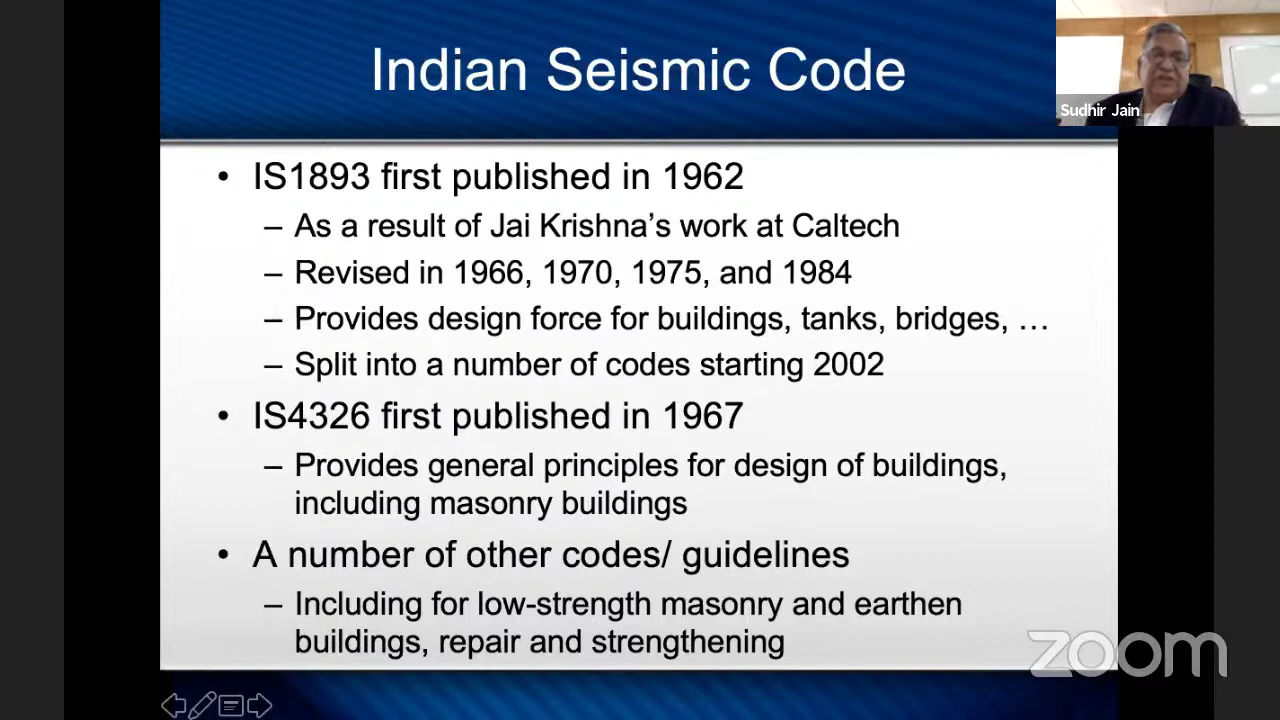 Indian Seismic Code
Sudhir Jain
• IS1893 first published in 1962
– As a result of Jai Krishna's work at Caltech
– Revised in 1966, 1970, 1975, and 1984
– Provides design force for buildings, tanks, bridges, …
– Split into a number of codes starting 2002
• IS4326 first published in 1967
– Provides general principles for design of buildings,
including masonry buildings
• A number of other codes/ guidelines
– Including for low-strength masonry and earthen
buildings, repair and strengthening
zoom